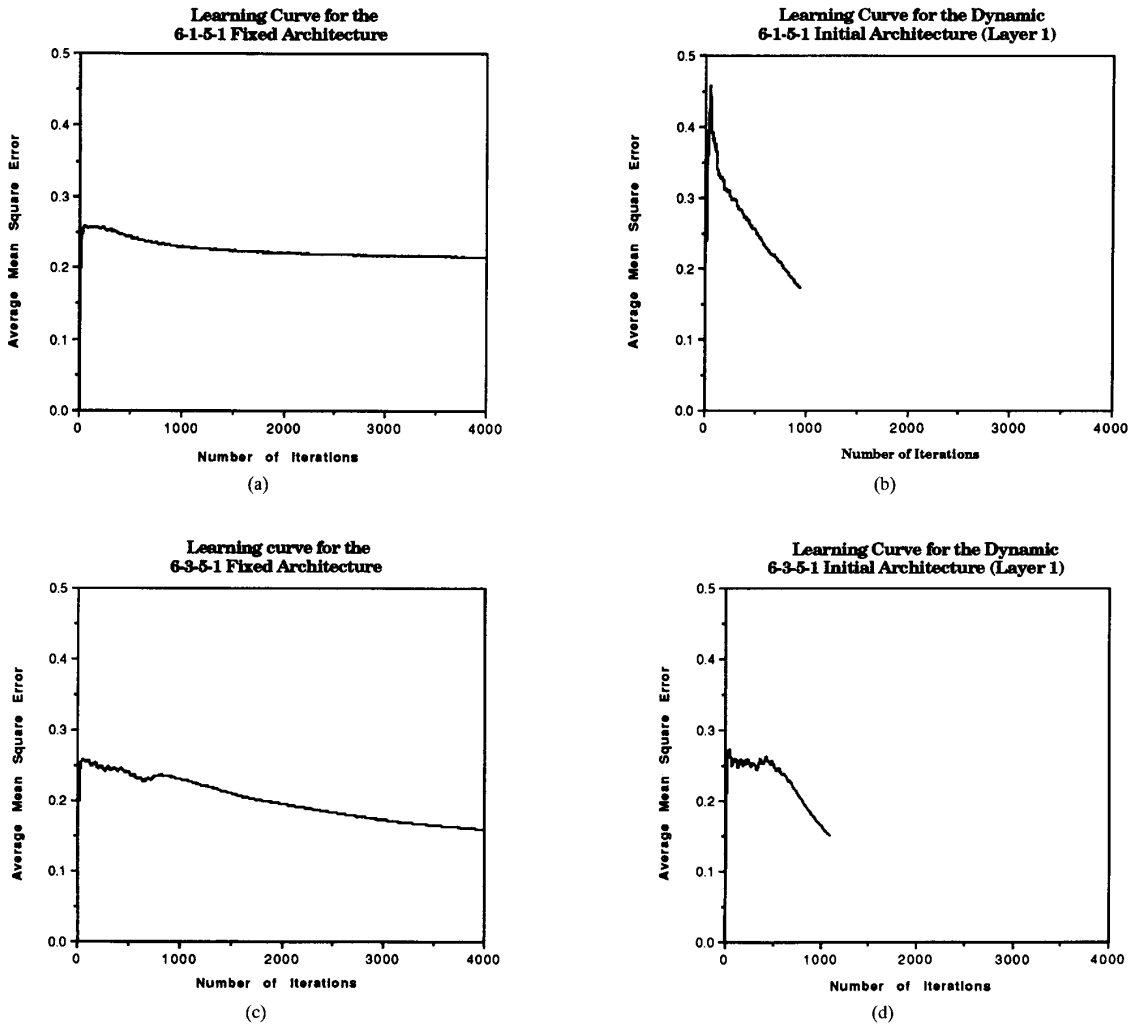 Learning Curve for the
6-1-5-1 Fixed Architecture
0.5
0.4
0.3
0.2
0.1
0.0
Average Mean Square Error
0 1000 2000 3000 4000
Number of Iterations
(a)
Learning Curve for the Dynamic
6-1-5-1 Initial Architecture (Layer 1)
0.5
0.4
0.3
0.2
0.1
0.0
Average Mean Square Error
0 1000 2000 3000 4000
Number of Iterations
(b)
Learning curve for the
6-3-5-1 Fixed Architecture
0.5
0.4
0.3
0.2
0.1
0.0
Average Mean Square Error
0 1000 2000 3000 4000
Number of Iterations
(c)
Learning Curve for the Dynamic
6-3-5-1 Initial Architecture (Layer 1)
0.5
0.4
0.3
0.2
0.1
0.0
Average Mean Square Error
0 1000 2000 3000 4000
Number of Iterations
(d)